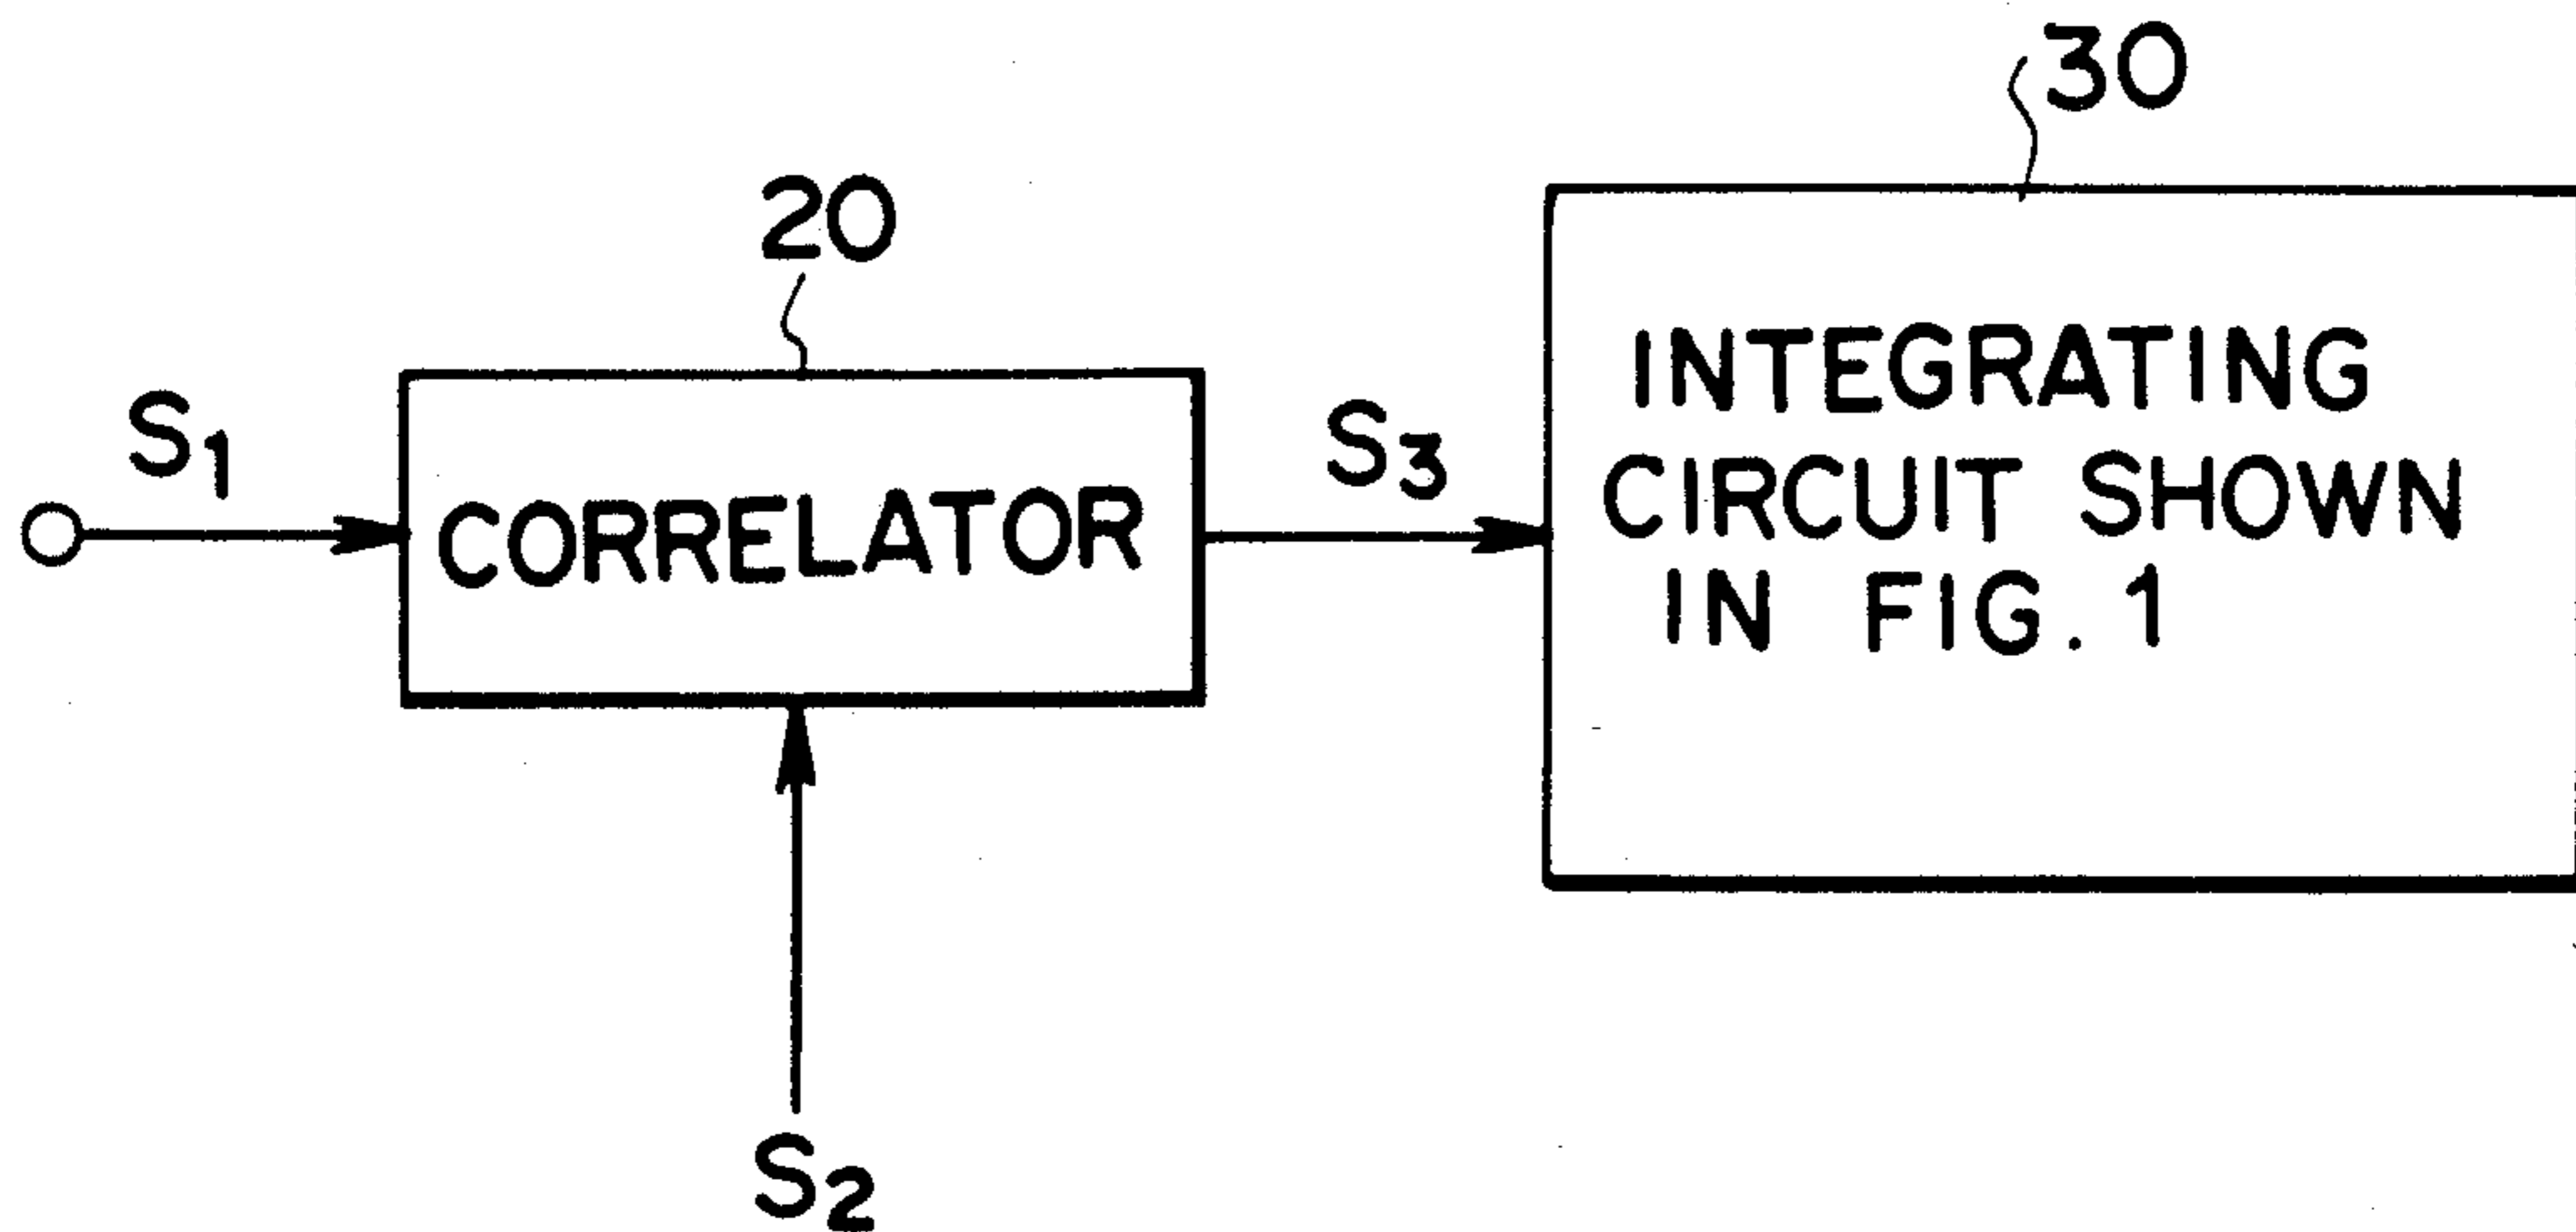 30
20
S1
CORRELATOR
S3
INTEGRATING
CIRCUIT SHOWN
IN FIG. 1
S2